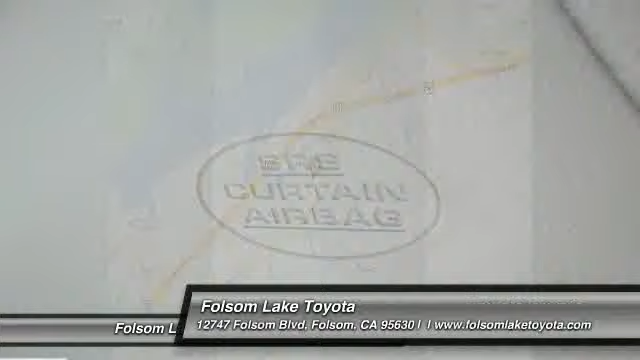 SRS
CURTAIN
AIRBAG
Folsom Lake Toyota
12747 Folsom Blvd, Folsom, CA 95630 | | www.folsomlaketoyota.com
Folsom L